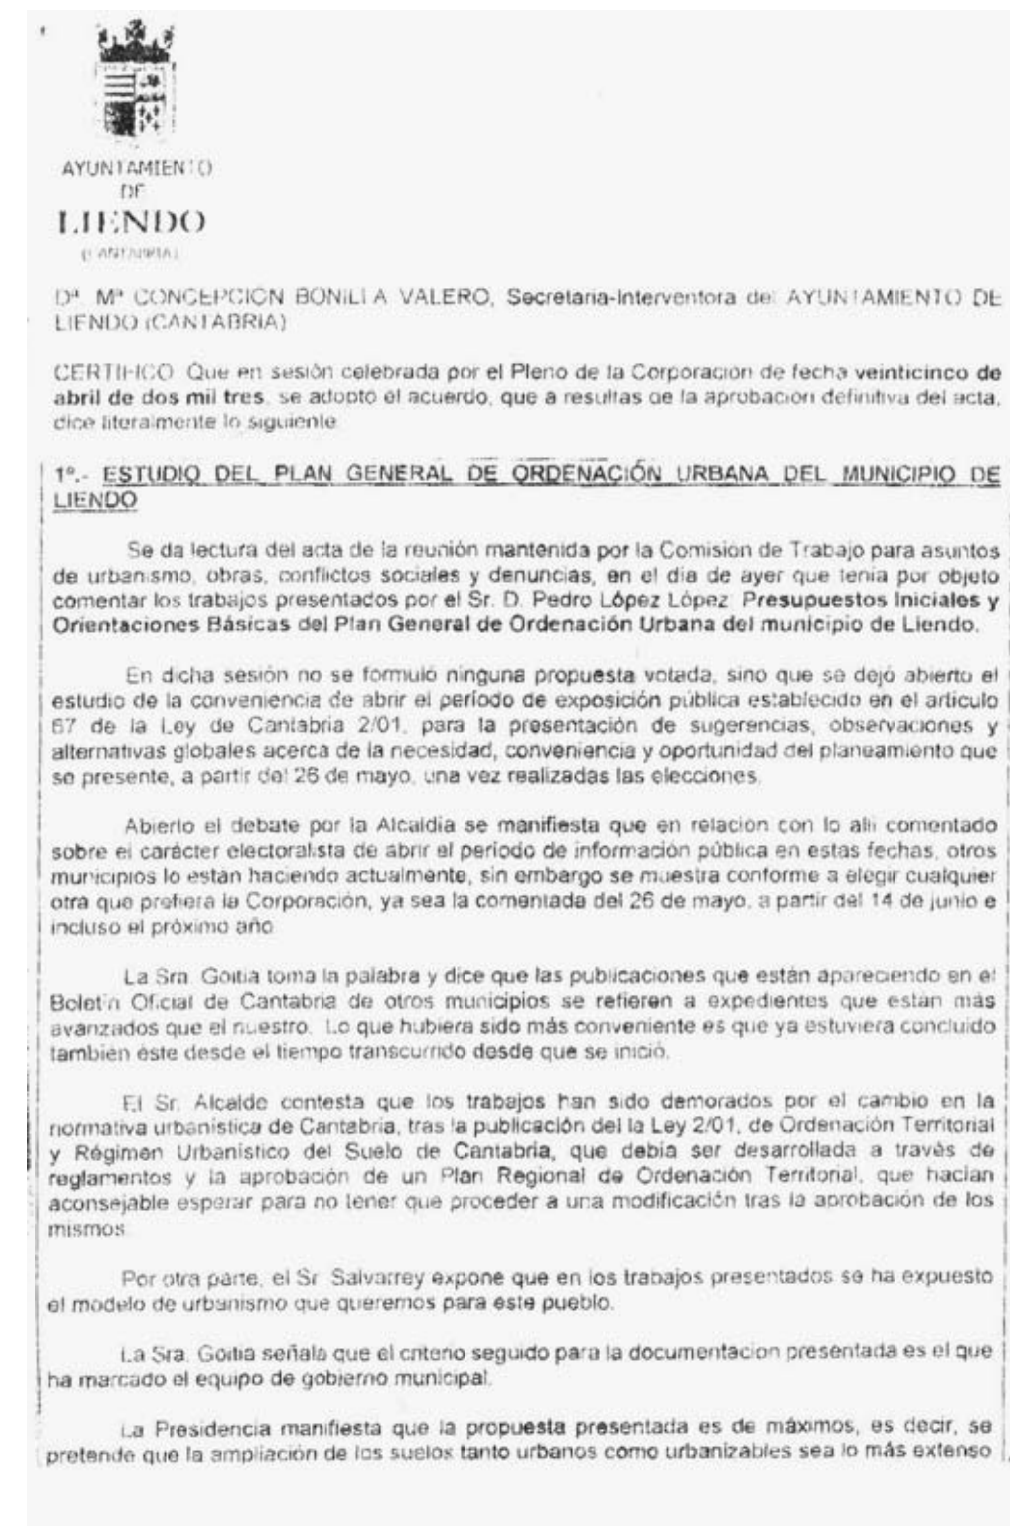 AYUNTAMIENTO
DE
LIENDO
(CANTABRIA)
Dª. Mª CONCEPCION BONILLA VALERO, Secretaria-Interventora del AYUNTAMIENTO DE
LIENDO (CANTABRIA)
CERTIFICO Que en sesión celebrada por el Pleno de la Corporación de fecha veinticinco de
abril de dos mil tres, se adoptó el acuerdo, que a resultas de la aprobación definitiva del acta,
dice literalmente lo siguiente
1º.- ESTUDIO DEL PLAN GENERAL DE ORDENACIÓN URBANA DEL MUNICIPIO DE
LIENDO
Se da lectura del acta de la reunión mantenida por la Comisión de Trabajo para asuntos
de urbanismo, obras, conflictos sociales y denuncias, en el día de ayer que tenía por objeto
comentar los trabajos presentados por el Sr. D. Pedro López López: Presupuestos Iniciales y
Orientaciones Básicas del Plan General de Ordenación Urbana del municipio de Liendo.
En dicha sesión no se formuló ninguna propuesta votada, sino que se dejó abierto el
estudio de la conveniencia de abrir el período de exposición pública establecido en el artículo
67 de la Ley de Cantabria 2/01, para la presentación de sugerencias, observaciones y
alternativas globales acerca de la necesidad, conveniencia y oportunidad del planeamiento que
se presente, a partir del 26 de mayo, una vez realizadas las elecciones.
Abierto el debate por la Alcaldía se manifiesta que en relación con lo allí comentado
sobre el carácter electoralista de abrir el período de información pública en estas fechas, otros
municipios lo están haciendo actualmente, sin embargo se muestra conforme a elegir cualquier
otra que prefiera la Corporación, ya sea la comentada del 26 de mayo, a partir del 14 de junio e
incluso el próximo año.
La Sra. Goitia toma la palabra y dice que las publicaciones que están apareciendo en el
Boletín Oficial de Cantabria de otros municipios se refieren a expedientes que están más
avanzados que el nuestro. Lo que hubiera sido más conveniente es que ya estuviera concluido
también éste desde el tiempo transcurrido desde que se inició.
El Sr. Alcalde contesta que los trabajos han sido demorados por el cambio en la
normativa urbanística de Cantabria, tras la publicación del la Ley 2/01, de Ordenación Territorial
y Régimen Urbanístico del Suelo de Cantabria, que debía ser desarrollada a través de
reglamentos y la aprobación de un Plan Regional de Ordenación Territorial, que hacían
aconsejable esperar para no tener que proceder a una modificación tras la aprobación de los
mismos.
Por otra parte, el Sr. Salvarrey expone que en los trabajos presentados se ha expuesto
el modelo de urbanismo que queremos para este pueblo.
La Sra. Goitia señala que el criterio seguido para la documentación presentada es el que
ha marcado el equipo de gobierno municipal.
La Presidencia manifiesta que la propuesta presentada es de máximos, es decir, se
pretende que la ampliación de los suelos tanto urbanos como urbanizables sea lo más extenso